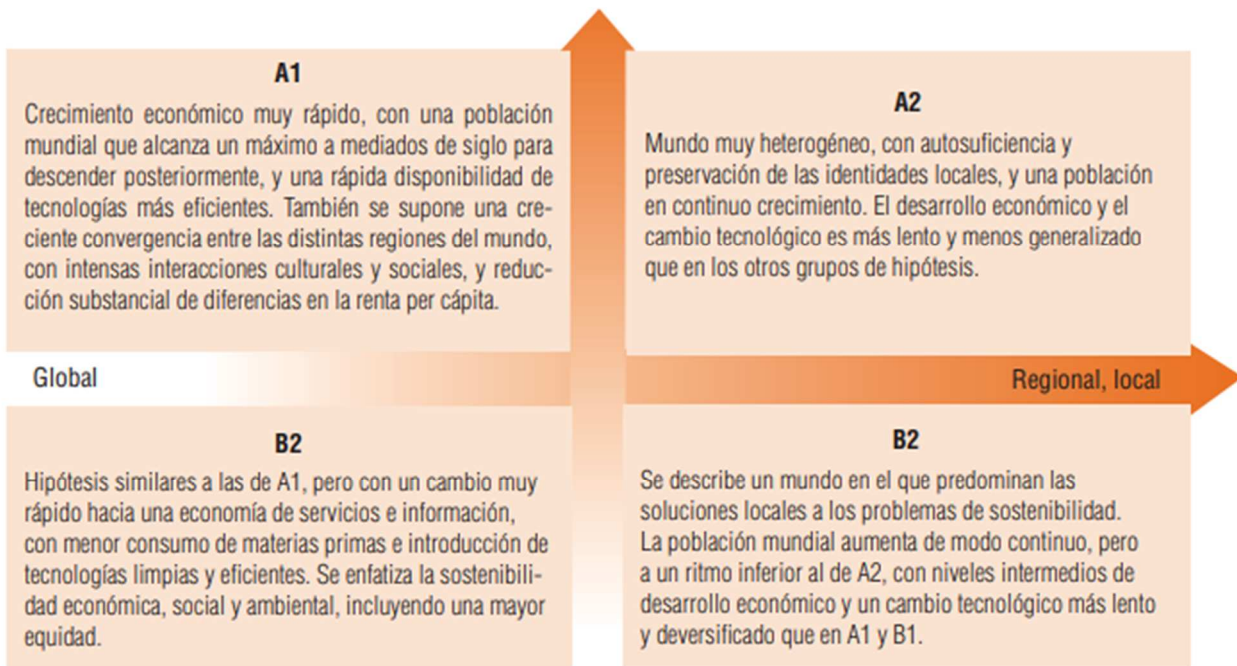 A1
Crecimiento económico muy rápido, con una población
mundial que alcanza un máximo a mediados de siglo para
descender posteriormente, y una rápida disponibilidad de
tecnologías más eficientes. También se supone una cre-
ciente convergencia entre las distintas regiones del mundo,
con intensas interacciones culturales y sociales, y reduc-
ción substancial de diferencias en la renta per cápita.
A2
Mundo muy heterogéneo, con autosuficiencia y
preservación de las identidades locales, y una población
en continuo crecimiento. El desarrollo económico y el
cambio tecnológico es más lento y menos generalizado
que en los otros grupos de hipótesis.
Global
Regional, local
B2
Hipótesis similares a las de A1, pero con un cambio muy
rápido hacia una economía de servicios e información,
con menor consumo de materias primas e introducción de
tecnologías limpias y eficientes. Se enfatiza la sostenibili-
dad económica, social y ambiental, incluyendo una mayor
equidad.
B2
Se describe un mundo en el que predominan las
soluciones locales a los problemas de sostenibilidad.
La población mundial aumenta de modo continuo, pero
a un ritmo inferior al de A2, con niveles intermedios de
desarrollo económico y un cambio tecnológico más lento
y deversificado que en A1 y B1.